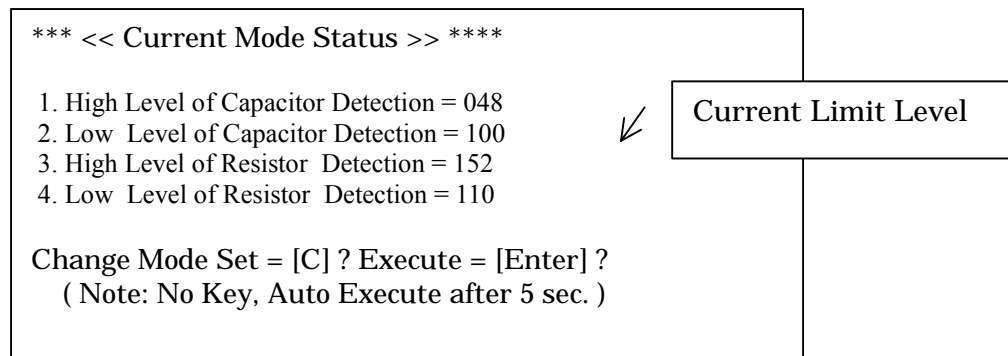 *** << Current Mode Status >> ****
1. High Level of Capacitor Detection = 048
2. Low Level of Capacitor Detection = 100
3. High Level of Resistor Detection = 152
4. Low Level of Resistor Detection = 110
Current Limit Level
Change Mode Set = [C] ? Execute = [Enter] ?
( Note: No Key, Auto Execute after 5 sec. )